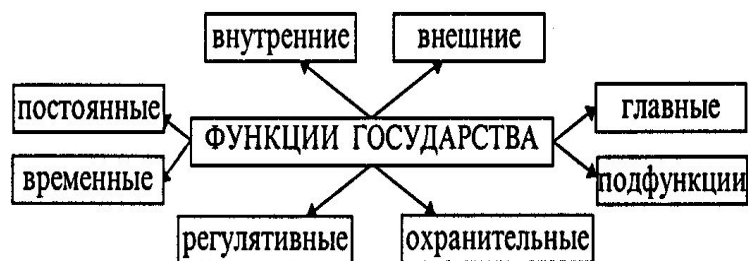 внутренние
внешние
постоянные
главные
ФУНКЦИИ ГОСУДАРСТВА
временные
подфункции
регулятивные
охранительные